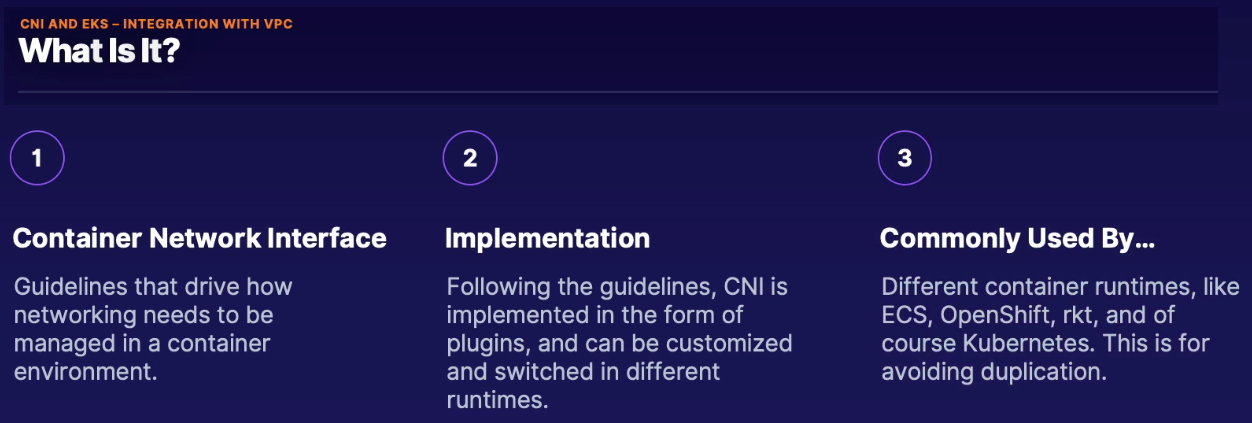 CNI AND EKS – INTEGRATION WITH VPC
What Is It?
1
Container Network Interface
Guidelines that drive how
networking needs to be
managed in a container
environment.
2
Implementation
Following the guidelines, CNI is
implemented in the form of
plugins, and can be customized
and switched in different
runtimes.
3
Commonly Used By...
Different container runtimes, like
ECS, OpenShift, rkt, and of
course Kubernetes. This is for
avoiding duplication.